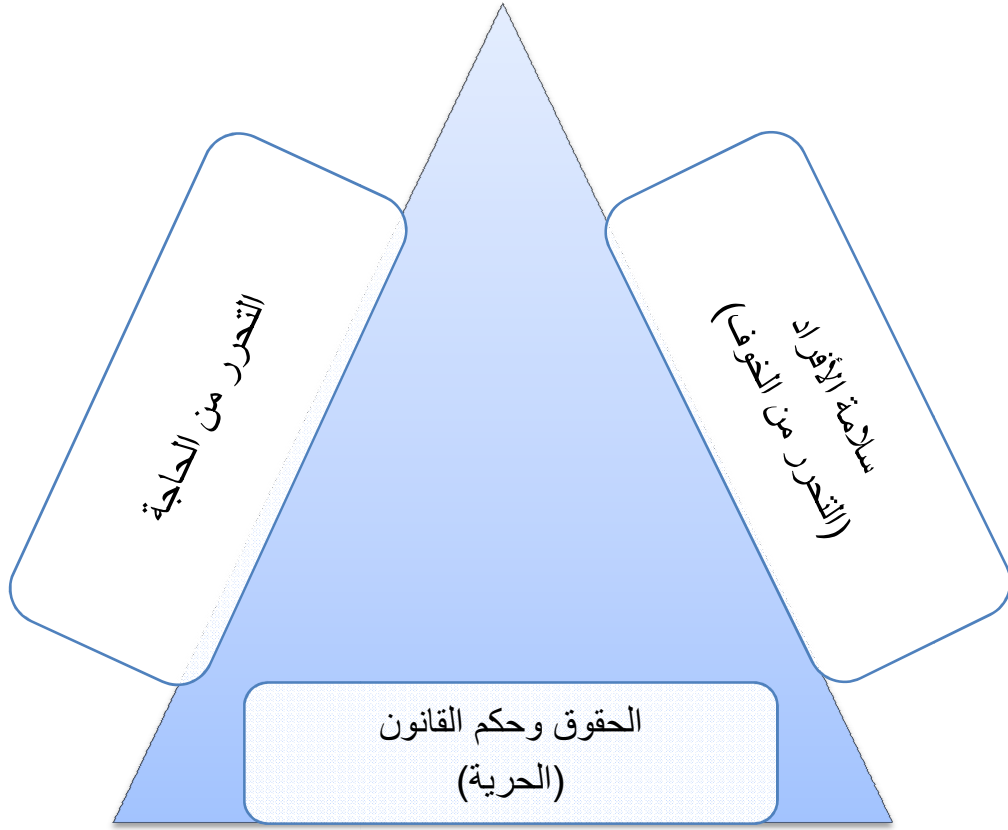 سلامة الأفراد
(التحرر من الخوف)
التحرر من الحاجة
الحقوق وحكم القانون
(الحرية)